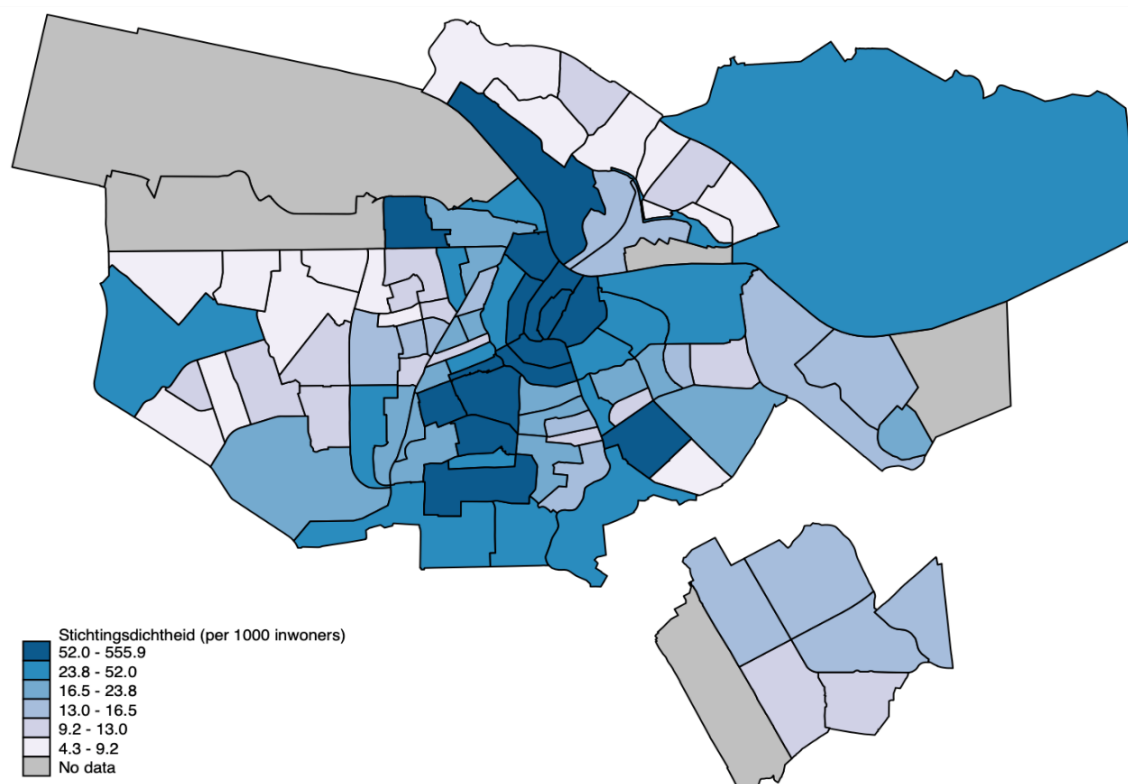 Stichtingsdichtheid (per 1000 inwoners)
52.0 - 555.9
23.8 - 52.0
16.5 - 23.8
13.0 - 16.5
9.2 - 13.0
4.3 - 9.2
No data